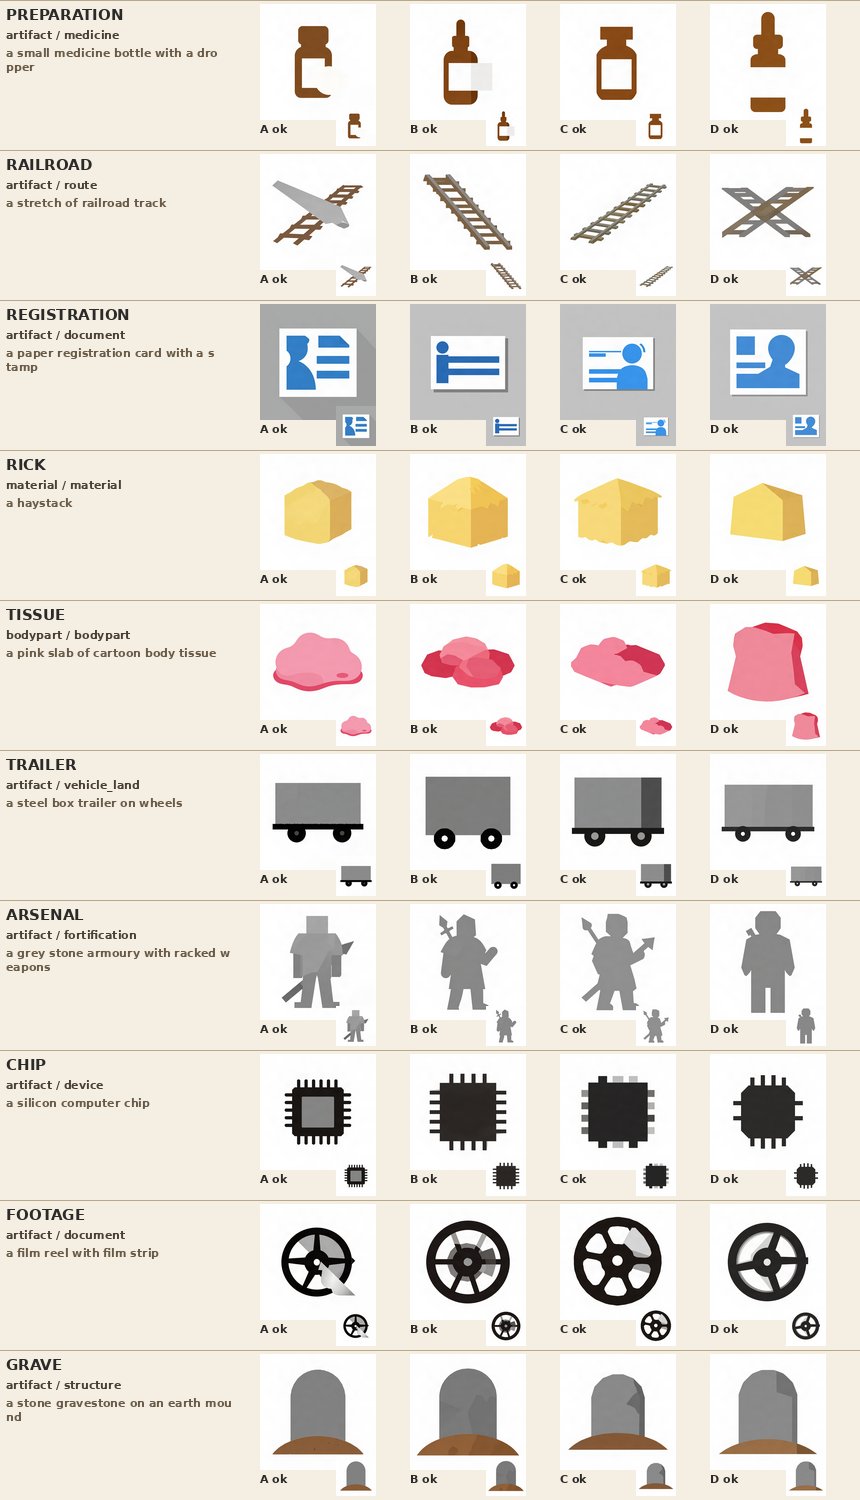 PREPARATION
artifact / medicine
a small medicine bottle with a dro
pper
A ok
B ok
C ok
D ok
RAILROAD
artifact / route
a stretch of railroad track
A ok
B ok
C ok
D ok
REGISTRATION
artifact / document
a paper registration card with a s
tamp
A ok
B ok
C ok
D ok
RICK
material / material
a haystack
A ok
B ok
C ok
D ok
TISSUE
bodypart / bodypart
a pink slab of cartoon body tissue
A ok
B ok
C ok
D ok
TRAILER
artifact / vehicle_land
a steel box trailer on wheels
A ok
B ok
C ok
D ok
ARSENAL
artifact / fortification
a grey stone armoury with racked w
eapons
A ok
B ok
C ok
D ok
CHIP
artifact / device
a silicon computer chip
A ok
B ok
C ok
D ok
FOOTAGE
artifact / document
a film reel with film strip
A ok
B ok
C ok
D ok
GRAVE
artifact / structure
a stone gravestone on an earth mou
nd
A ok
B ok
C ok
D ok